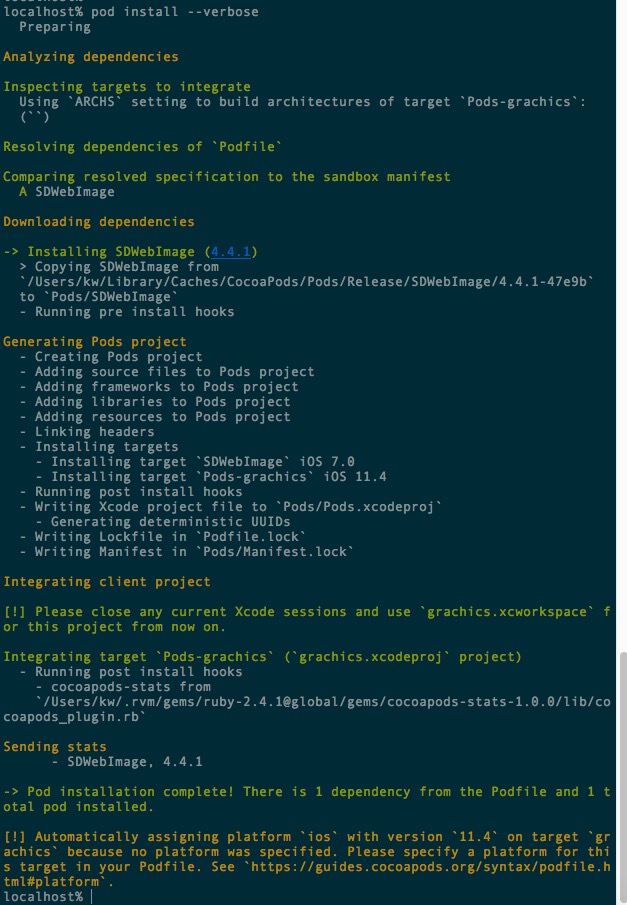 localhost% pod install --verbose
  Preparing

Analyzing dependencies

Inspecting targets to integrate
  Using `ARCHS` setting to build architectures of target `Pods-grachics`:
  (``)

Resolving dependencies of `Podfile`

Comparing resolved specification to the sandbox manifest
  A SDWebImage

Downloading dependencies

-> Installing SDWebImage (4.4.1)
  > Copying SDWebImage from
  `/Users/kw/Library/Caches/CocoaPods/Pods/Release/SDWebImage/4.4.1-47e9b`
  to `Pods/SDWebImage`
  - Running pre install hooks

Generating Pods project
  - Creating Pods project
  - Adding source files to Pods project
  - Adding frameworks to Pods project
  - Adding libraries to Pods project
  - Adding resources to Pods project
  - Linking headers
  - Installing targets
    - Installing target `SDWebImage` iOS 7.0
    - Installing target `Pods-grachics` iOS 11.4
  - Running post install hooks
  - Writing Xcode project file to `Pods/Pods.xcodeproj`
    - Generating deterministic UUIDs
  - Writing Lockfile in `Podfile.lock`
  - Writing Manifest in `Pods/Manifest.lock`

Integrating client project

[!] Please close any current Xcode sessions and use `grachics.xcworkspace` f
or this project from now on.

Integrating target `Pods-grachics` (`grachics.xcodeproj` project)
  - Running post install hooks
    - cocoapods-stats from
    `/Users/kw/.rvm/gems/ruby-2.4.1@global/gems/cocoapods-stats-1.0.0/lib/co
coapods_plugin.rb`

Sending stats
      - SDWebImage, 4.4.1

-> Pod installation complete! There is 1 dependency from the Podfile and 1 t
otal pod installed.

[!] Automatically assigning platform `ios` with version `11.4` on target `gr
achics` because no platform was specified. Please specify a platform for thi
s target in your Podfile. See `https://guides.cocoapods.org/syntax/podfile.h
tml#platform`.
localhost%